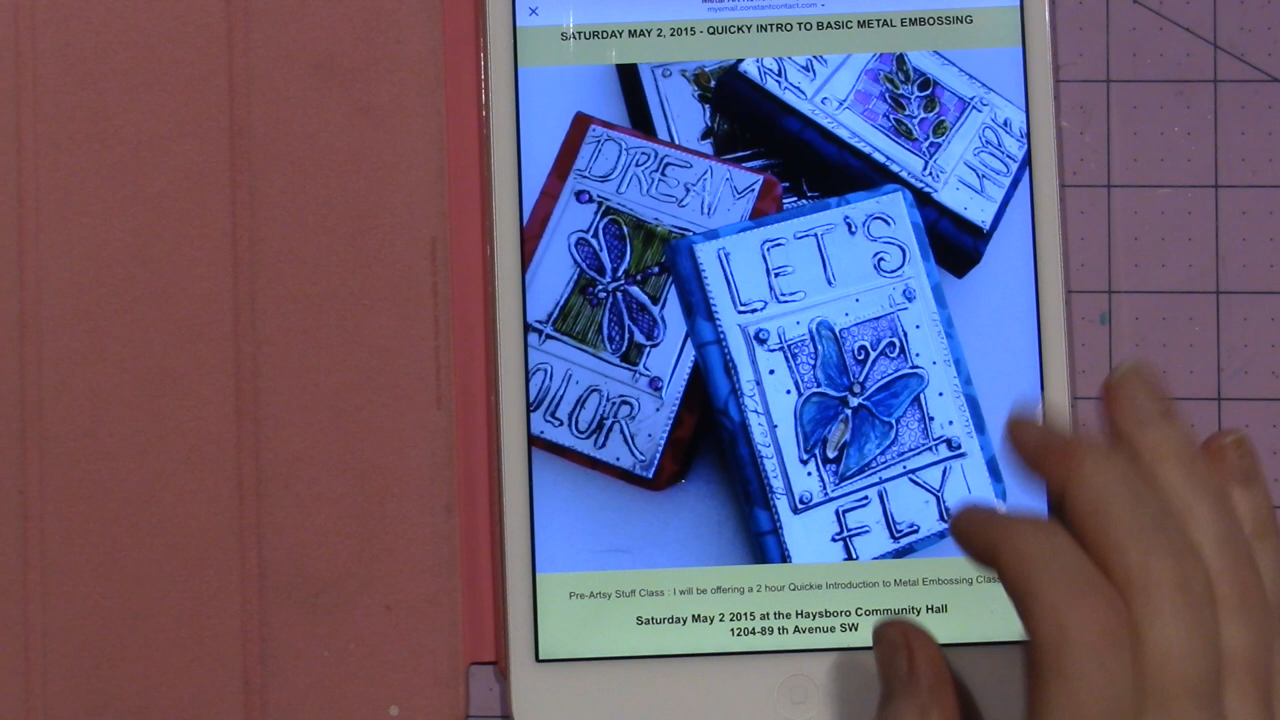 myemail.constantcontact.com
SATURDAY MAY 2, 2015 - QUICKY INTRO TO BASIC METAL EMBOSSING
HOPE
DREAM
OLOR
LET'S
butterfly
away
FLY!
Pre-Artsy Stuff Class : I will be offering a 2 hour Quickie Introduction to Metal Embossing Class
Saturday May 2 2015 at the Haysboro Community Hall
1204-89 th Avenue SW